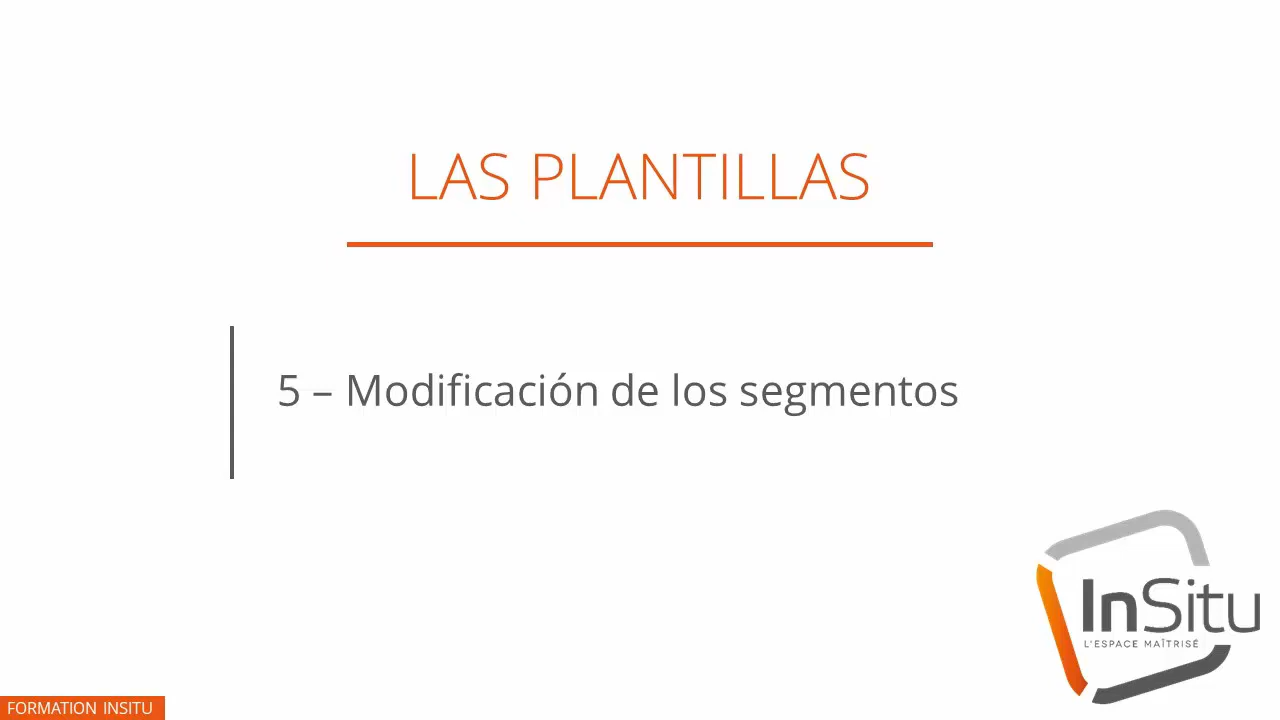 LAS PLANTILLAS
5 – Modificación de los segmentos
InSitu
L'ESPACE MAÎTRISÉ
FORMATION INSITU